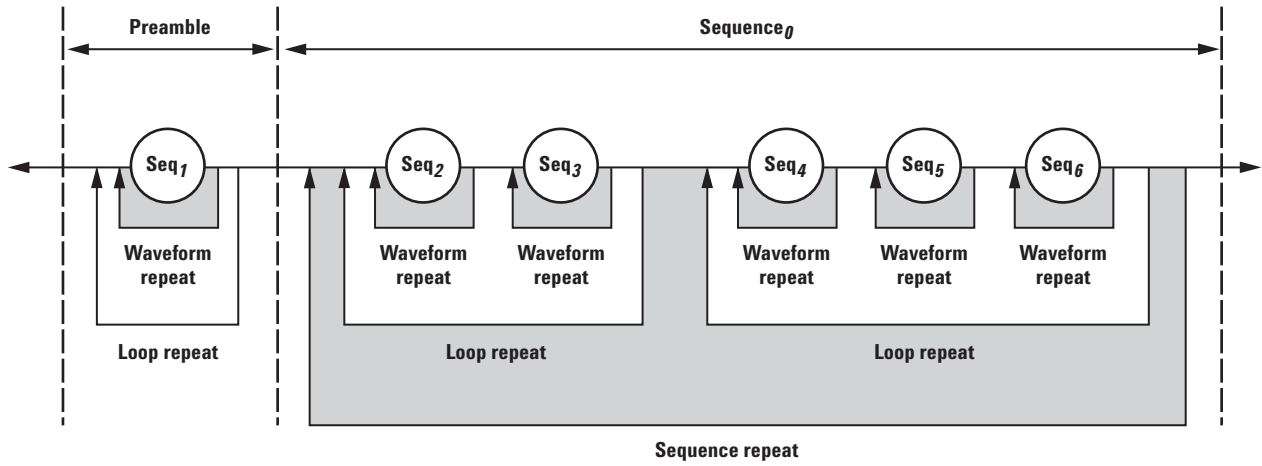 Preamble
Sequence0
Seq1
Seq2
Seq3
Seq4
Seq5
Seq6
Waveform
repeat
Waveform
repeat
Waveform
repeat
Waveform
repeat
Waveform
repeat
Waveform
repeat
Loop repeat
Loop repeat
Loop repeat
Sequence repeat